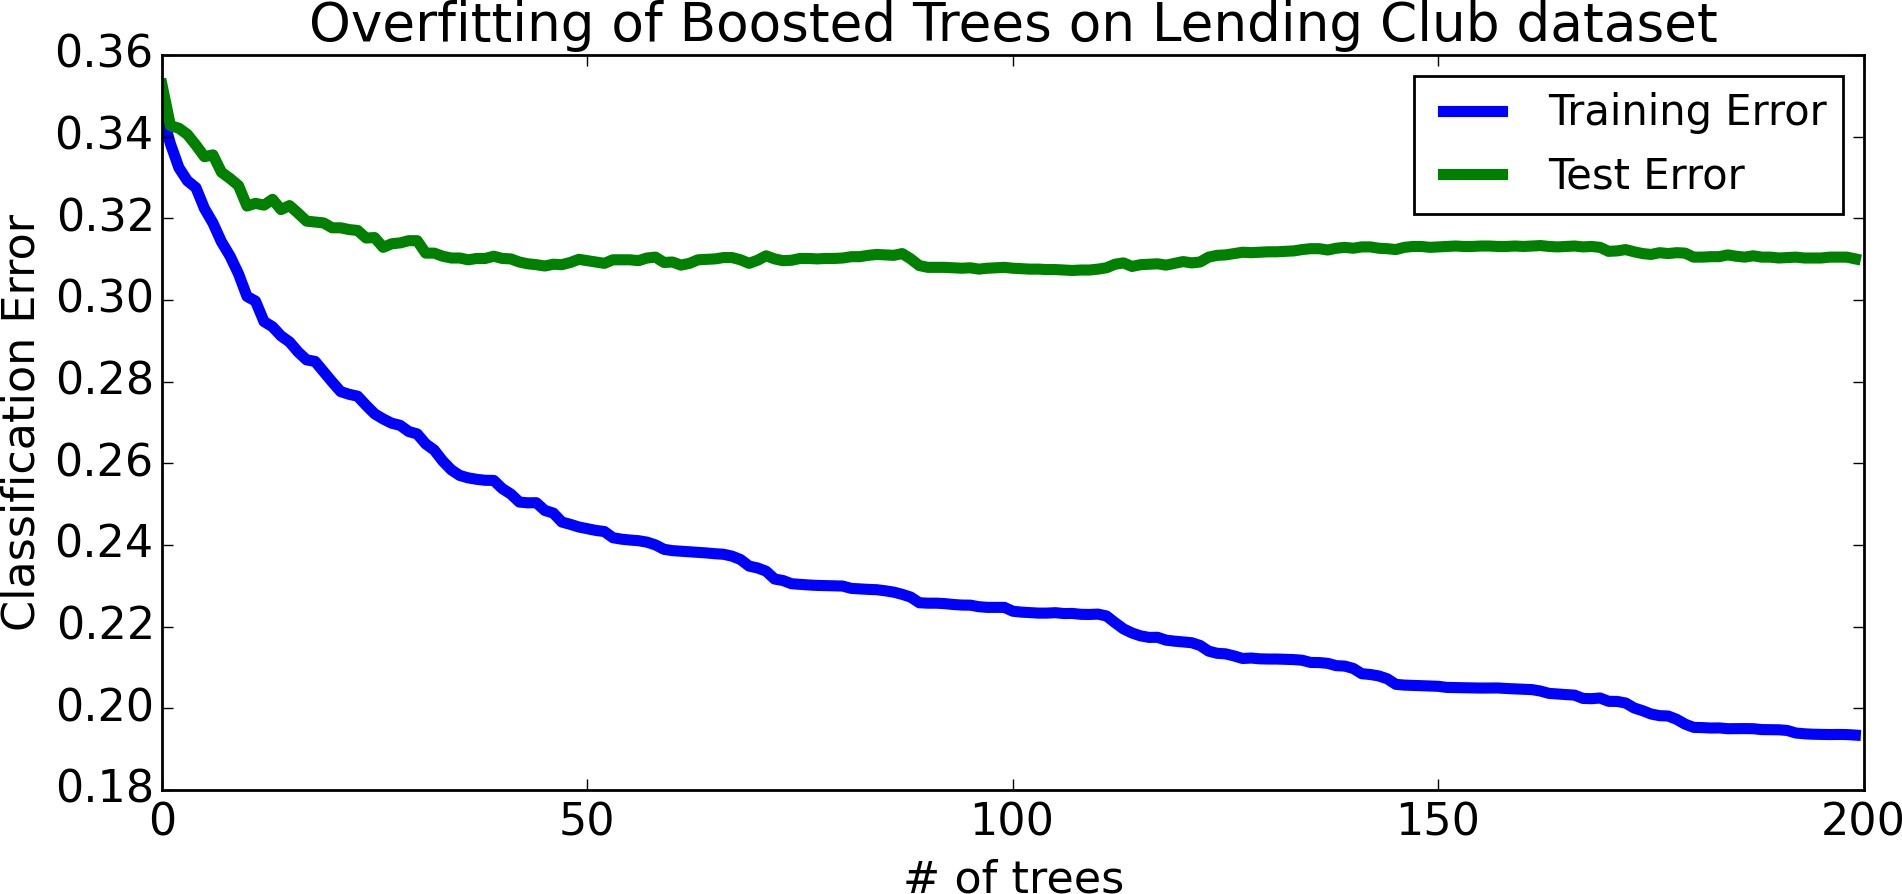 Overfitting of Boosted Trees on Lending Club dataset
Classification Error
0.36
0.34
0.32
0.30
0.28
0.26
0.24
0.22
0.20
0.18
Training Error
Test Error
0 50 100 150 200
# of trees